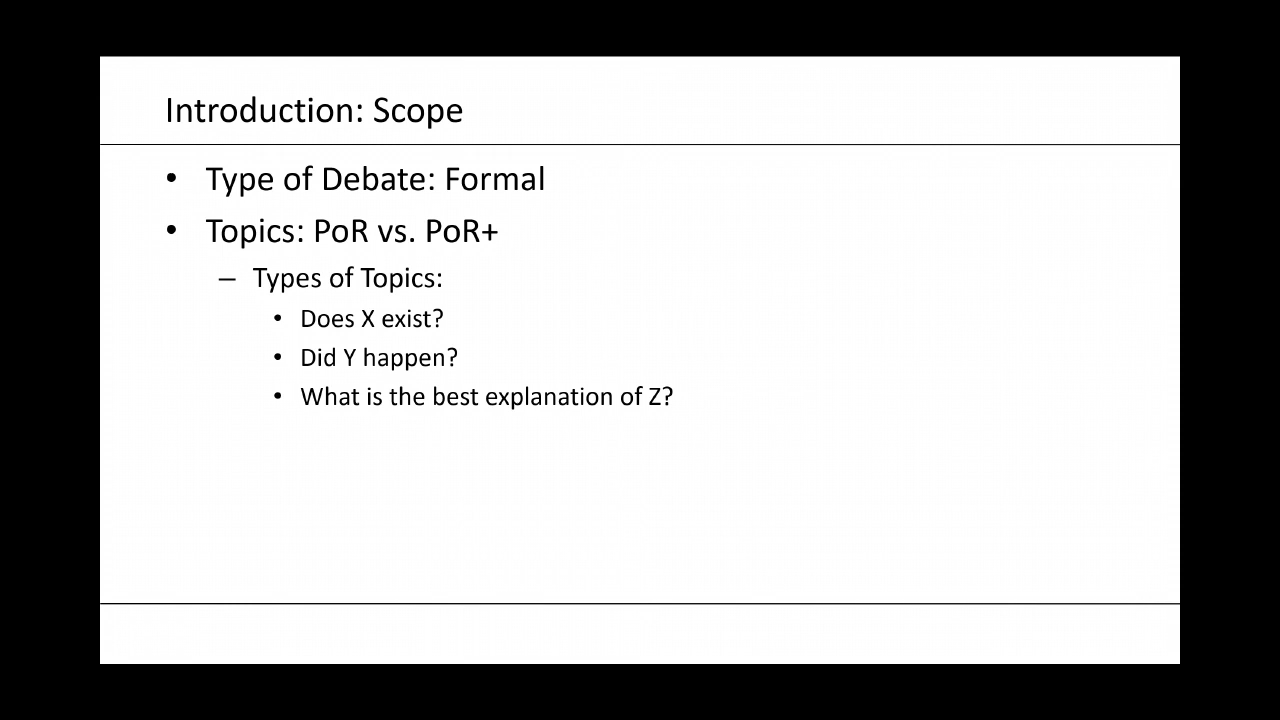 Introduction: Scope
• Type of Debate: Formal
• Topics: PoR vs. PoR+
– Types of Topics:
• Does X exist?
• Did Y happen?
• What is the best explanation of Z?